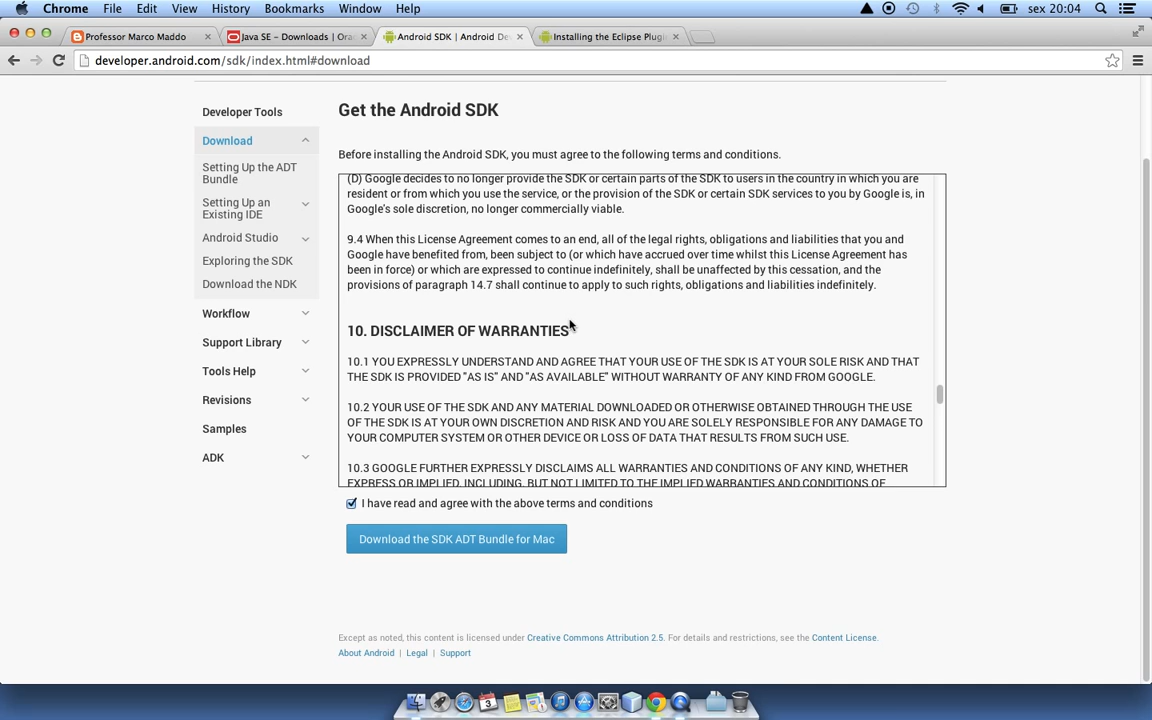 Chrome File Edit View History Bookmarks Window Help sex 20:04
Professor Marco Maddo
Java SE – Downloads | Ora
Android SDK | Android De
Installing the Eclipse Plugi
developer.android.com/sdk/index.html#download
Developer Tools
Download
Setting Up the ADT
Bundle
Setting Up an
Existing IDE
Android Studio
Exploring the SDK
Download the NDK
Workflow
Support Library
Tools Help
Revisions
Samples
ADK
Get the Android SDK
Before installing the Android SDK, you must agree to the following terms and conditions.
(D) Google decides to no longer provide the SDK or certain parts of the SDK to users in the country in which you are
resident or from which you use the service, or the provision of the SDK or certain SDK services to you by Google is, in
Google's sole discretion, no longer commercially viable.
9.4 When this License Agreement comes to an end, all of the legal rights, obligations and liabilities that you and
Google have benefited from, been subject to (or which have accrued over time whilst this License Agreement has
been in force) or which are expressed to continue indefinitely, shall be unaffected by this cessation, and the
provisions of paragraph 14.7 shall continue to apply to such rights, obligations and liabilities indefinitely.
10. DISCLAIMER OF WARRANTIES
10.1 YOU EXPRESSLY UNDERSTAND AND AGREE THAT YOUR USE OF THE SDK IS AT YOUR SOLE RISK AND THAT
THE SDK IS PROVIDED "AS IS" AND "AS AVAILABLE" WITHOUT WARRANTY OF ANY KIND FROM GOOGLE.
10.2 YOUR USE OF THE SDK AND ANY MATERIAL DOWNLOADED OR OTHERWISE OBTAINED THROUGH THE USE
OF THE SDK IS AT YOUR OWN DISCRETION AND RISK AND YOU ARE SOLELY RESPONSIBLE FOR ANY DAMAGE TO
YOUR COMPUTER SYSTEM OR OTHER DEVICE OR LOSS OF DATA THAT RESULTS FROM SUCH USE.
10.3 GOOGLE FURTHER EXPRESSLY DISCLAIMS ALL WARRANTIES AND CONDITIONS OF ANY KIND, WHETHER
EXPRESS OR IMPLIED, INCLUDING, BUT NOT LIMITED TO THE IMPLIED WARRANTIES AND CONDITIONS OF
I have read and agree with the above terms and conditions
Download the SDK ADT Bundle for Mac
Except as noted, this content is licensed under Creative Commons Attribution 2.5. For details and restrictions, see the Content License.
About Android | Legal | Support
3